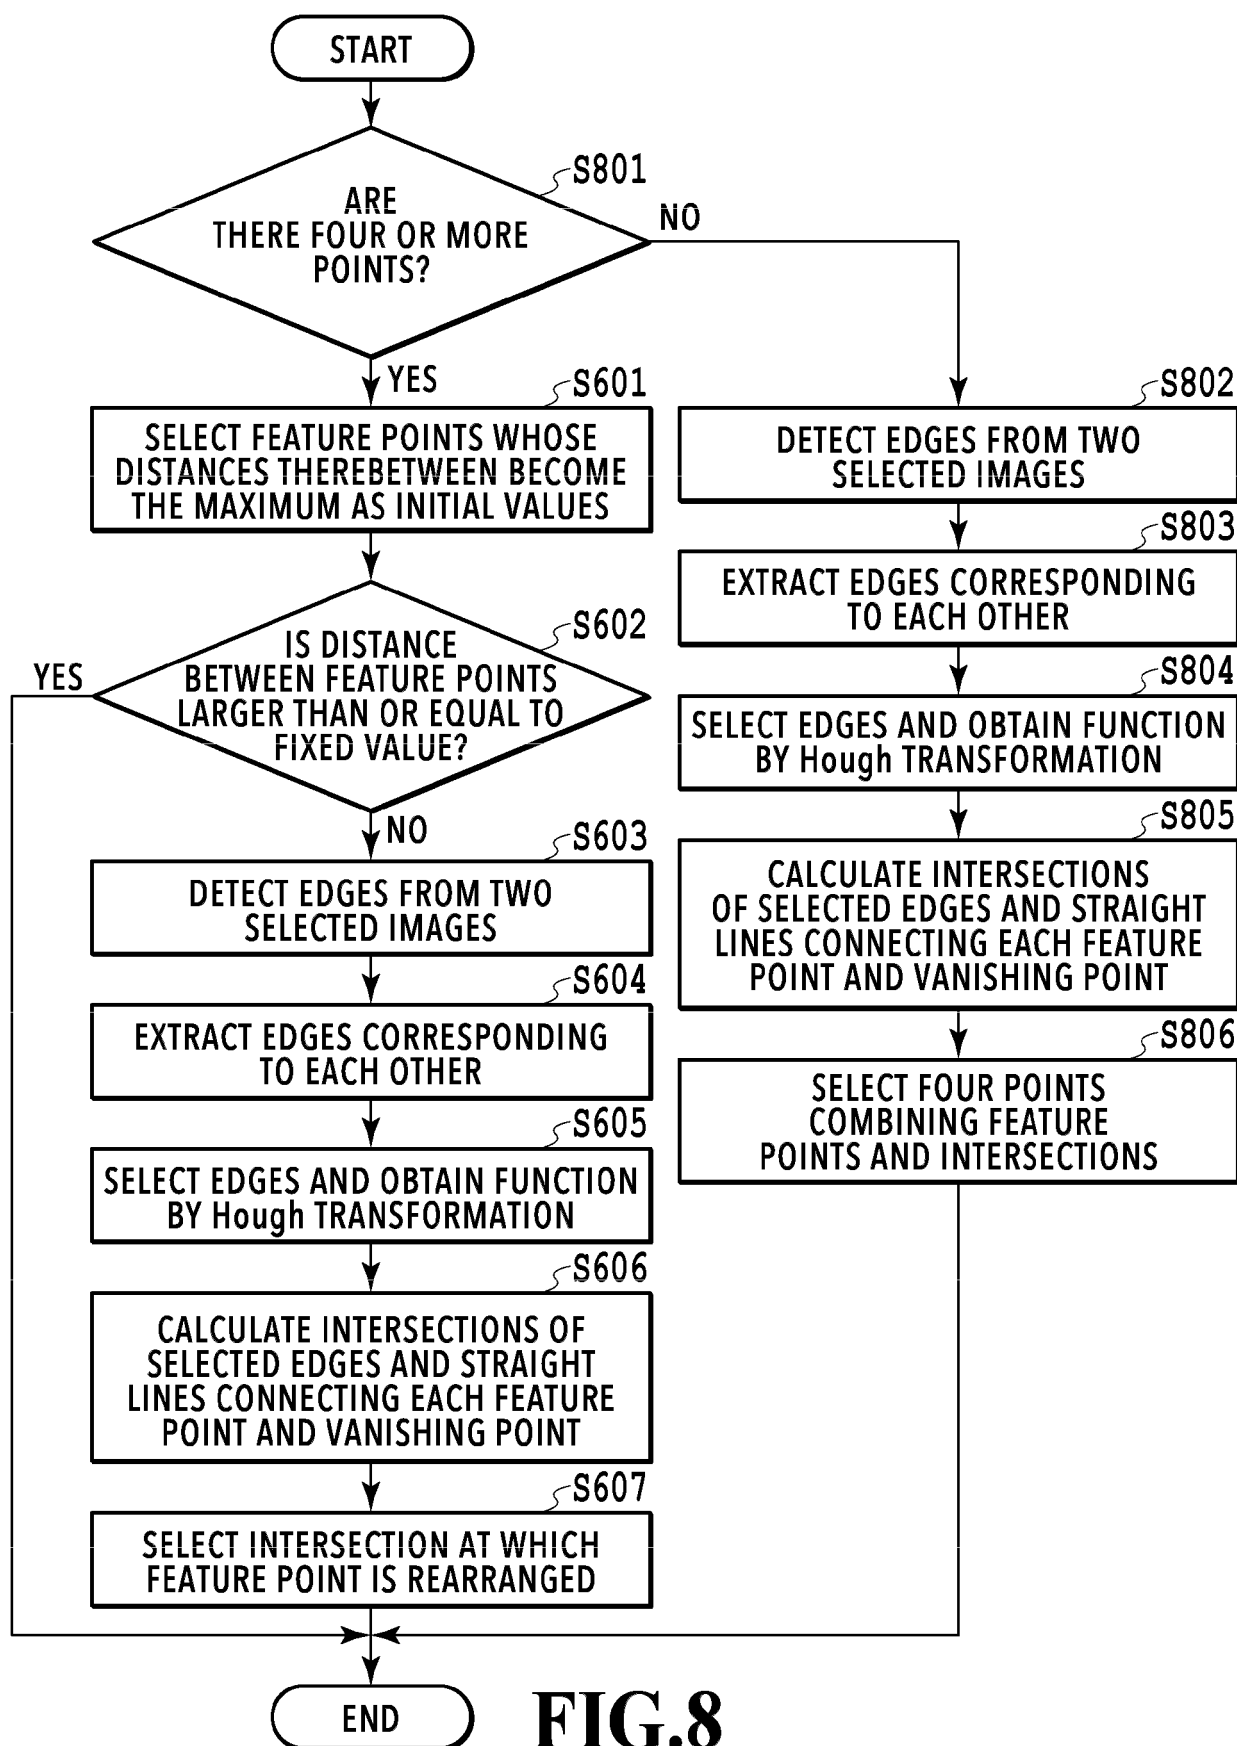 START
S801
ARE
THERE FOUR OR MORE
POINTS?
NO
YES
S601
SELECT FEATURE POINTS WHOSE
DISTANCES THEREBETWEEN BECOME
THE MAXIMUM AS INITIAL VALUES
S602
IS DISTANCE
BETWEEN FEATURE POINTS
LARGER THAN OR EQUAL TO
FIXED VALUE?
YES
NO
S603
DETECT EDGES FROM TWO
SELECTED IMAGES
S604
EXTRACT EDGES CORRESPONDING
TO EACH OTHER
S605
SELECT EDGES AND OBTAIN FUNCTION
BY Hough TRANSFORMATION
S606
CALCULATE INTERSECTIONS OF
SELECTED EDGES AND STRAIGHT
LINES CONNECTING EACH FEATURE
POINT AND VANISHING POINT
S607
SELECT INTERSECTION AT WHICH
FEATURE POINT IS REARRANGED
S802
DETECT EDGES FROM TWO
SELECTED IMAGES
S803
EXTRACT EDGES CORRESPONDING
TO EACH OTHER
S804
SELECT EDGES AND OBTAIN FUNCTION
BY Hough TRANSFORMATION
S805
CALCULATE INTERSECTIONS
OF SELECTED EDGES AND STRAIGHT
LINES CONNECTING EACH FEATURE
POINT AND VANISHING POINT
S806
SELECT FOUR POINTS
COMBINING FEATURE
POINTS AND INTERSECTIONS
END
FIG.8